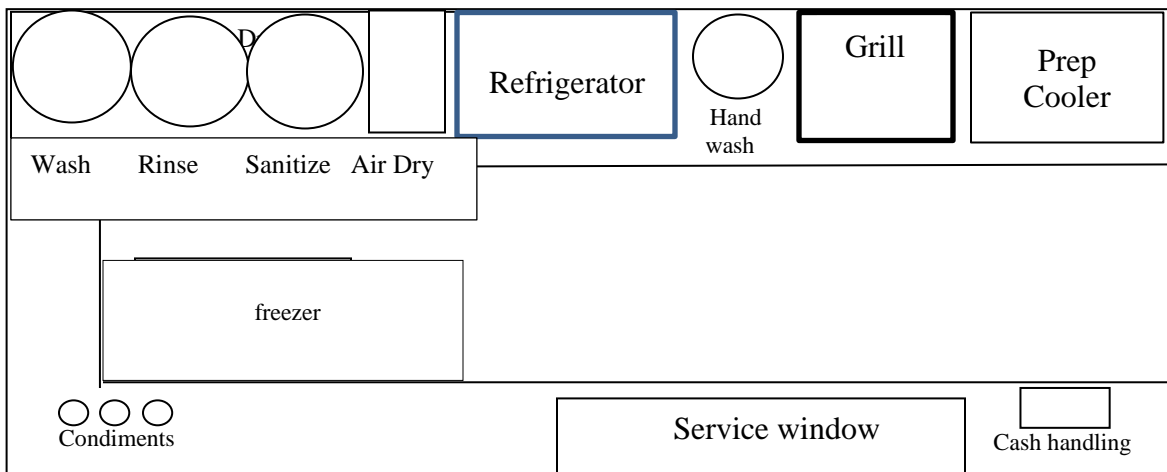 Refrigerator
Hand
wash
Grill
Prep
Cooler
Wash Rinse Sanitize Air Dry
freezer
Condiments
Service window
Cash handling